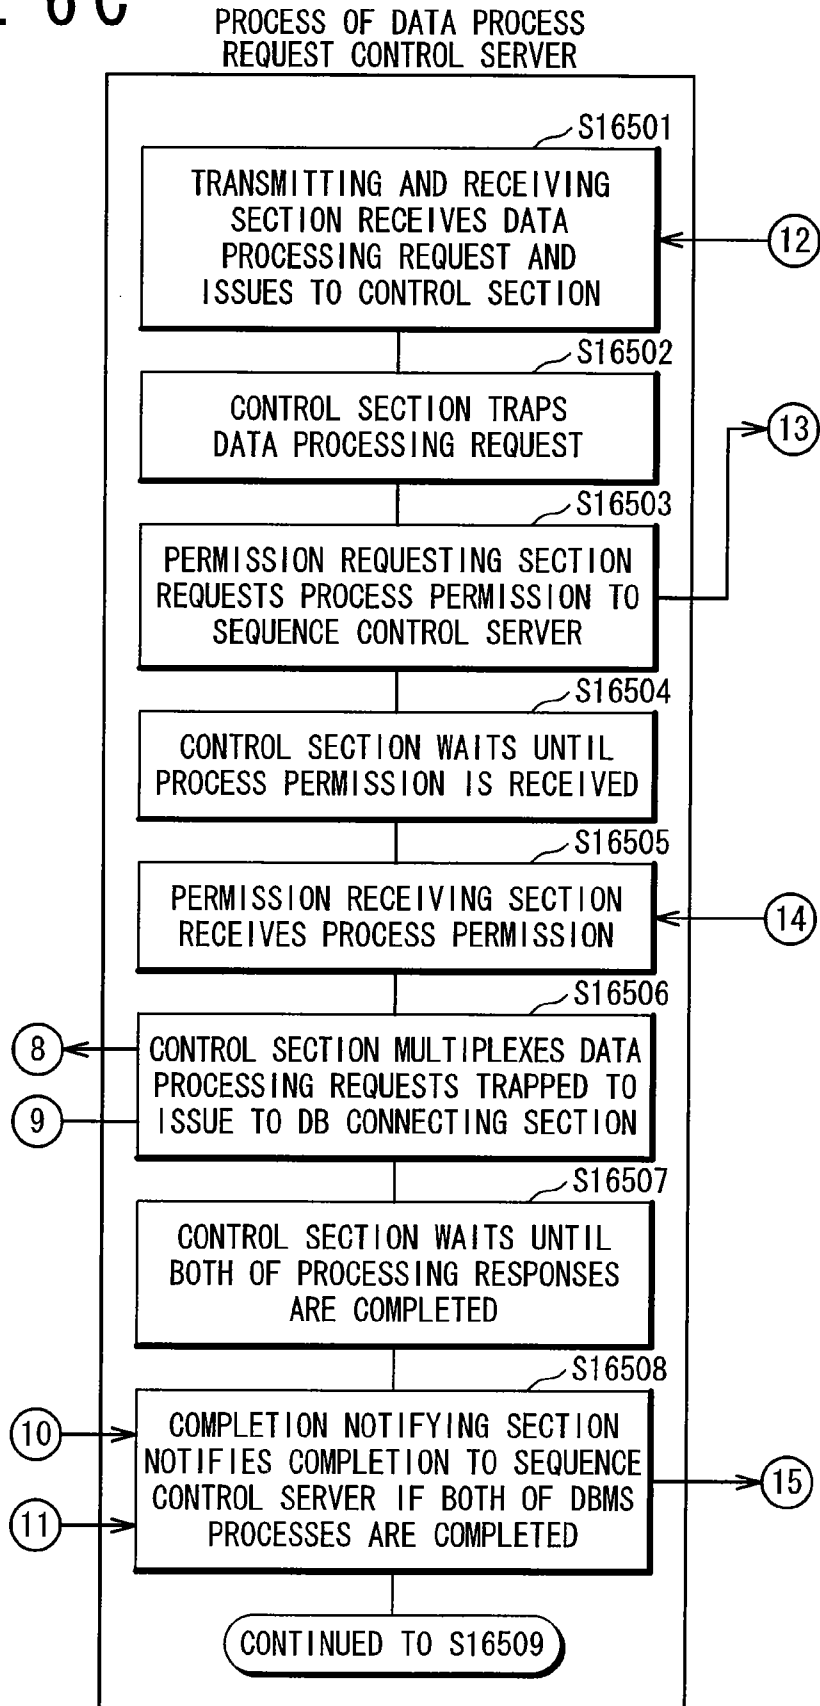 6C
PROCESS OF DATA PROCESS
REQUEST CONTROL SERVER
S16501
TRANSMITTING AND RECEIVING
SECTION RECEIVES DATA
PROCESSING REQUEST AND
ISSUES TO CONTROL SECTION
12
S16502
CONTROL SECTION TRAPS
DATA PROCESSING REQUEST
13
S16503
PERMISSION REQUESTING SECTION
REQUESTS PROCESS PERMISSION TO
SEQUENCE CONTROL SERVER
S16504
CONTROL SECTION WAITS UNTIL
PROCESS PERMISSION IS RECEIVED
S16505
PERMISSION RECEIVING SECTION
RECEIVES PROCESS PERMISSION
14
S16506
8
CONTROL SECTION MULTIPLEXES DATA
PROCESSING REQUESTS TRAPPED TO
ISSUE TO DB CONNECTING SECTION
9
S16507
CONTROL SECTION WAITS UNTIL
BOTH OF PROCESSING RESPONSES
ARE COMPLETED
S16508
10
COMPLETION NOTIFYING SECTION
NOTIFIES COMPLETION TO SEQUENCE
CONTROL SERVER IF BOTH OF DBMS
PROCESSES ARE COMPLETED
15
11
CONTINUED TO S16509